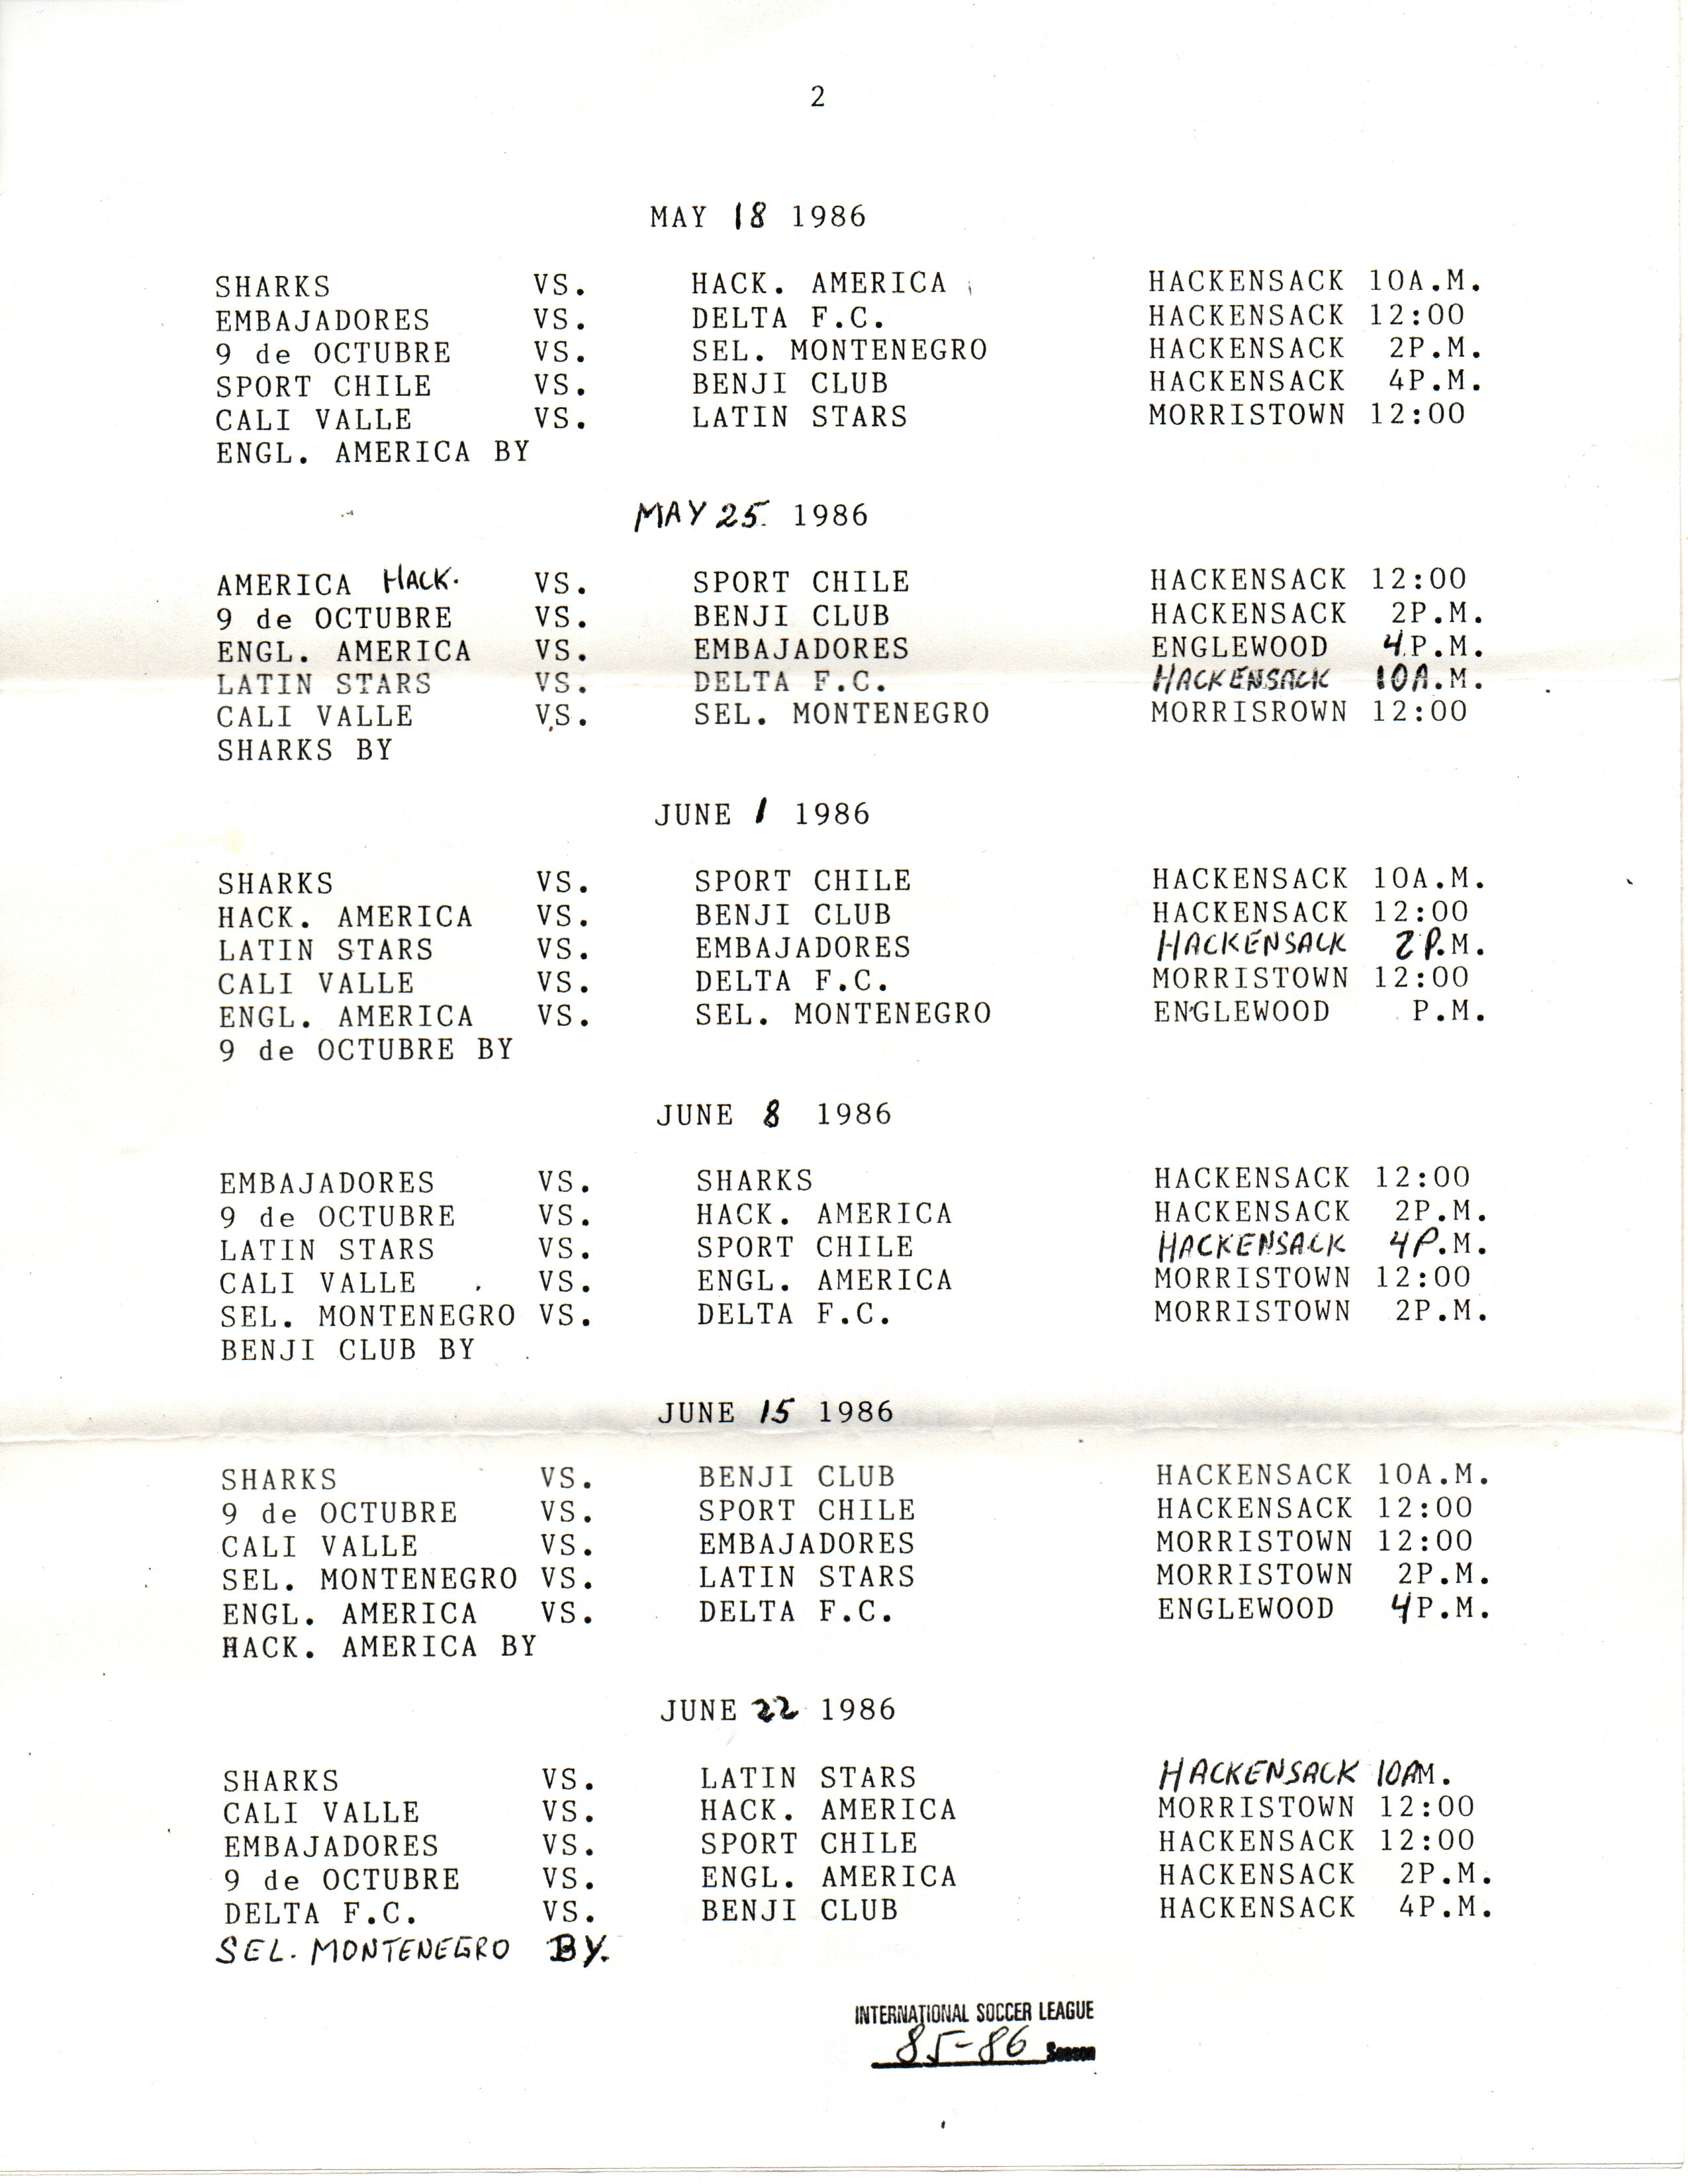 2
MAY 18 1986
SHARKS VS. HACK. AMERICA HACKENSACK 10A.M.
EMBAJADORES VS. DELTA F.C. HACKENSACK 12:00
9 de OCTUBRE VS. SEL. MONTENEGRO HACKENSACK 2P.M.
SPORT CHILE VS. BENJI CLUB HACKENSACK 4P.M.
CALI VALLE VS. LATIN STARS MORRISTOWN 12:00
ENGL. AMERICA BY
MAY 25. 1986
AMERICA HACK. VS. SPORT CHILE HACKENSACK 12:00
9 de OCTUBRE VS. BENJI CLUB HACKENSACK 2P.M.
ENGL. AMERICA VS. EMBAJADORES ENGLEWOOD 4.P.M.
LATIN STARS VS. DELTA F.C. HACKENSACK 10A.M.
CALI VALLE VS. SEL. MONTENEGRO MORRISROWN 12:00
SHARKS BY
JUNE 1 1986
SHARKS VS. SPORT CHILE HACKENSACK 10A.M.
HACK. AMERICA VS. BENJI CLUB HACKENSACK 12:00
LATIN STARS VS. EMBAJADORES HACKENSACK 2P.M.
CALI VALLE VS. DELTA F.C. MORRISTOWN 12:00
ENGL. AMERICA VS. SEL. MONTENEGRO ENGLEWOOD P.M.
9 de OCTUBRE BY
JUNE 8 1986
EMBAJADORES VS. SHARKS HACKENSACK 12:00
9 de OCTUBRE VS. HACK. AMERICA HACKENSACK 2P.M.
LATIN STARS VS. SPORT CHILE HACKENSACK 4P.M.
CALI VALLE VS. ENGL. AMERICA MORRISTOWN 12:00
SEL. MONTENEGRO VS. DELTA F.C. MORRISTOWN 2P.M.
BENJI CLUB BY
JUNE 15 1986
SHARKS VS. BENJI CLUB HACKENSACK 10A.M.
9 de OCTUBRE VS. SPORT CHILE HACKENSACK 12:00
CALI VALLE VS. EMBAJADORES MORRISTOWN 12:00
SEL. MONTENEGRO VS. LATIN STARS MORRISTOWN 2P.M.
ENGL. AMERICA VS. DELTA F.C. ENGLEWOOD 4P.M.
HACK. AMERICA BY
JUNE 22 1986
SHARKS VS. LATIN STARS HACKENSACK 10AM.
CALI VALLE VS. HACK. AMERICA MORRISTOWN 12:00
EMBAJADORES VS. SPORT CHILE HACKENSACK 12:00
9 de OCTUBRE VS. ENGL. AMERICA HACKENSACK 2P.M.
DELTA F.C. VS. BENJI CLUB HACKENSACK 4P.M.
SEL. MONTENEGRO BY.
INTERNATIONAL SOCCER LEAGUE
85-86 Season